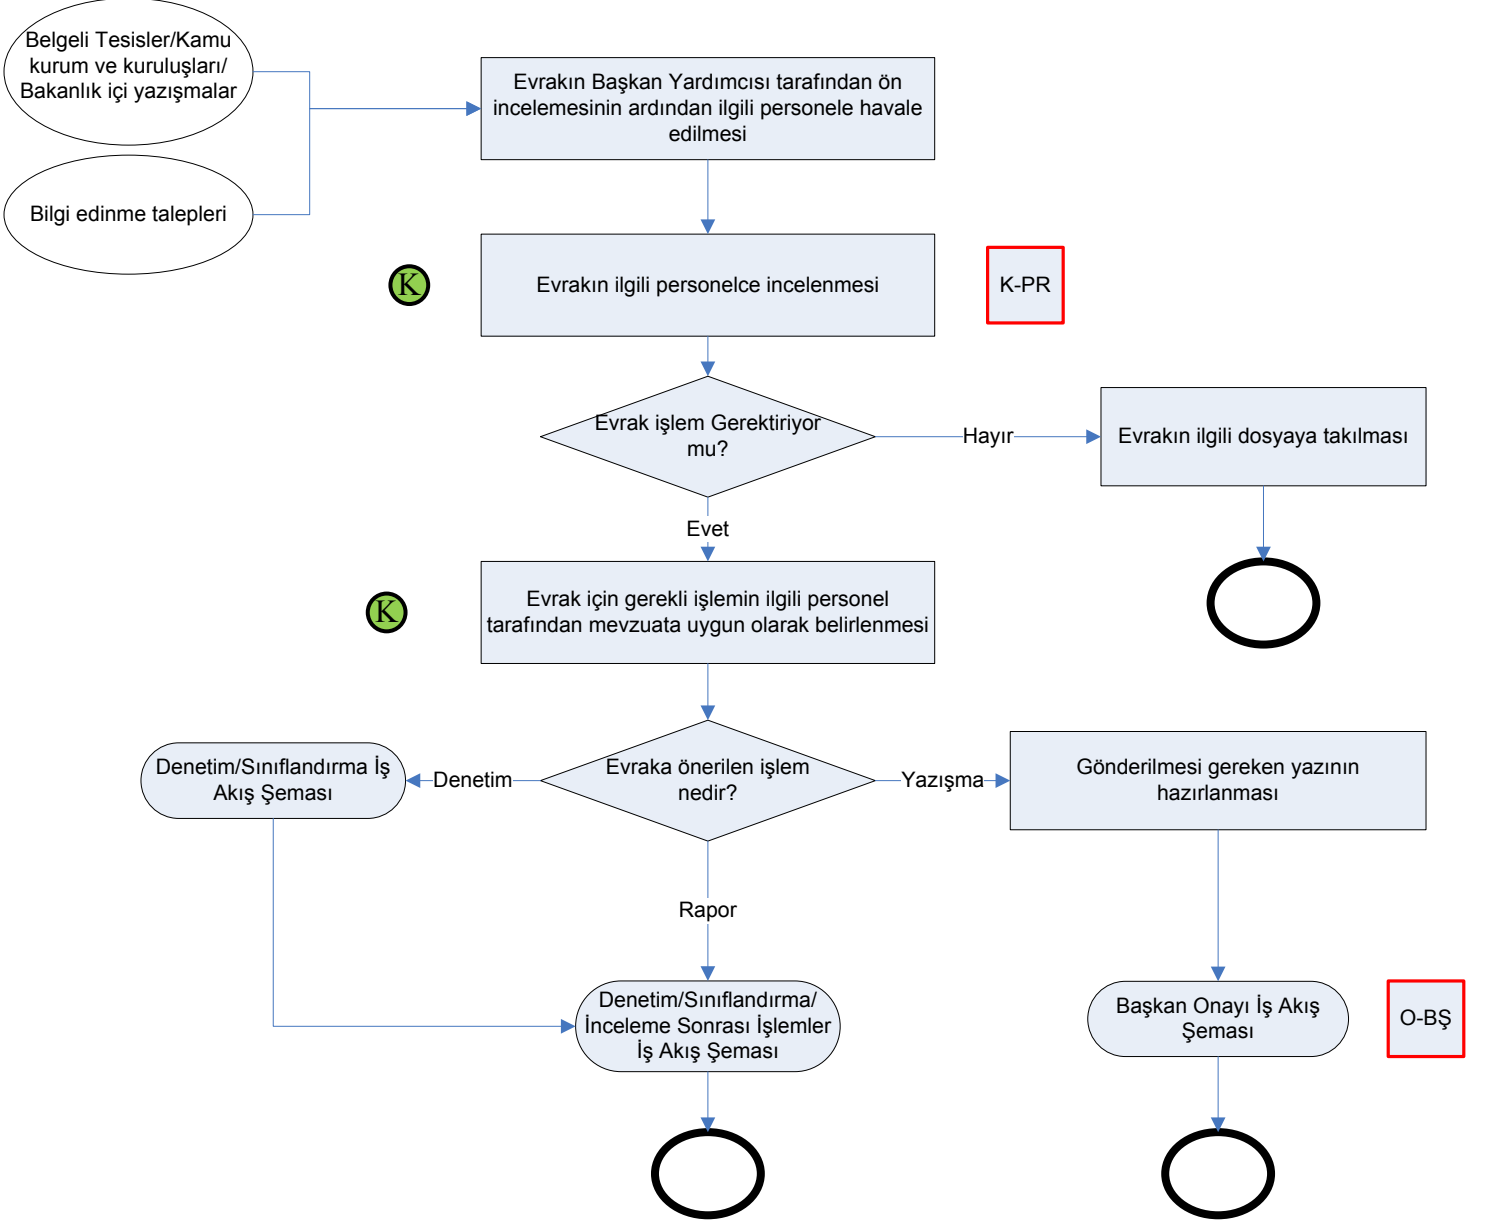 Belgeli Tesisler/Kamu
kurum ve kuruluşları/
Bakanlık içi yazışmalar
Evrakın Başkan Yardımcısı tarafından ön
incelemesinin ardından ilgili personele havale
edilmesi
Bilgi edinme talepleri
K
Evrakın ilgili personelce incelenmesi
K-PR
Evrak işlem Gerektiriyor
mu?
Hayır
Evrakın ilgili dosyaya takılması
Evet
K
Evrak için gerekli işlemin ilgili personel
tarafından mevzuata uygun olarak belirlenmesi
Denetim/Sınıflandırma İş
Akış Şeması
Denetim
Evraka önerilen işlem
nedir?
Yazışma
Gönderilmesi gereken yazının
hazırlanması
Rapor
Denetim/Sınıflandırma/
İnceleme Sonrası İşlemler
İş Akış Şeması
Başkan Onayı İş Akış
Şeması
O-BŞ